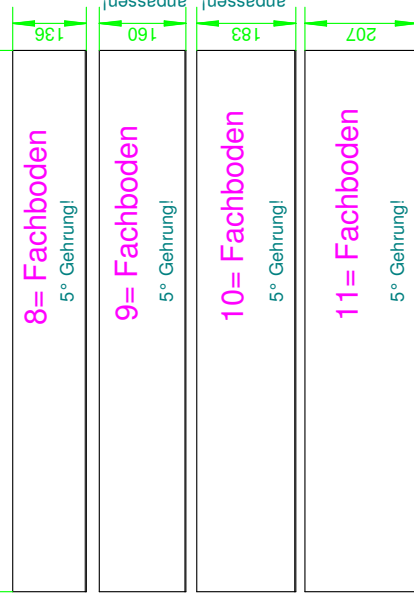 anpassen!
anpassen!
136
160
183
207
8= Fachboden
5° Gehrung!
9= Fachboden
5° Gehrung!
10= Fachboden
5° Gehrung!
11= Fachboden
5° Gehrung!